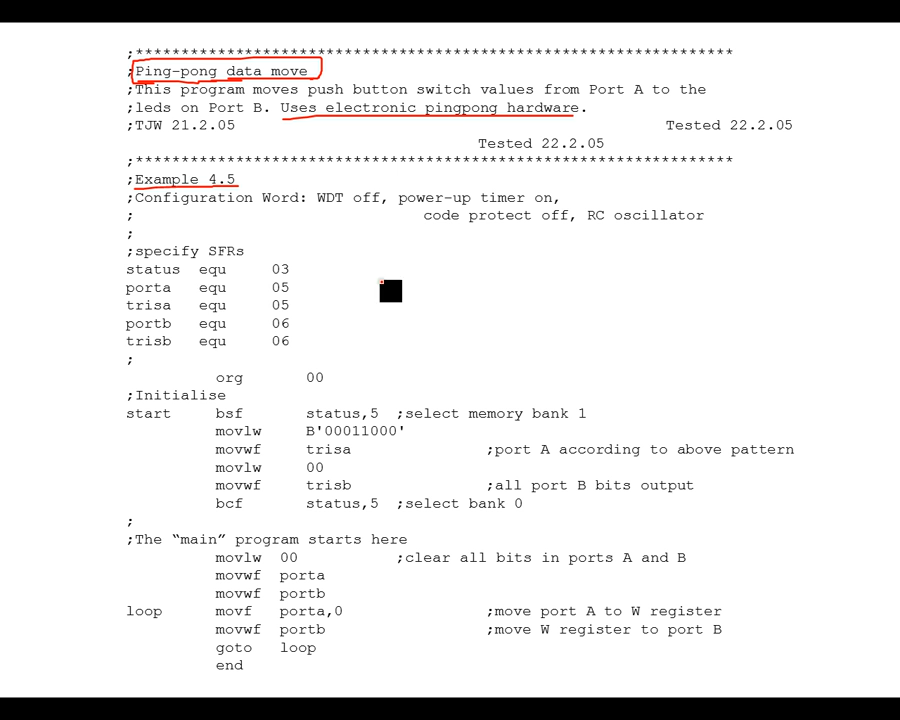 ;******************************************************************
;Ping-pong data move
;This program moves push button switch values from Port A to the
;leds on Port B. Uses electronic pingpong hardware.
;TJW 21.2.05 Tested 22.2.05
Tested 22.2.05
;******************************************************************
;Example 4.5
;Configuration Word: WDT off, power-up timer on,
; code protect off, RC oscillator
;
;specify SFRs
status equ 03
porta equ 05
trisa equ 05
portb equ 06
trisb equ 06
;
org 00
;Initialise
start bsf status,5 ;select memory bank 1
movlw B'00011000'
movwf trisa ;port A according to above pattern
movlw 00
movwf trisb ;all port B bits output
bcf status,5 ;select bank 0
;
;The “main” program starts here
movlw 00 ;clear all bits in ports A and B
movwf porta
movwf portb
loop movf porta,0 ;move port A to W register
movwf portb ;move W register to port B
goto loop
end